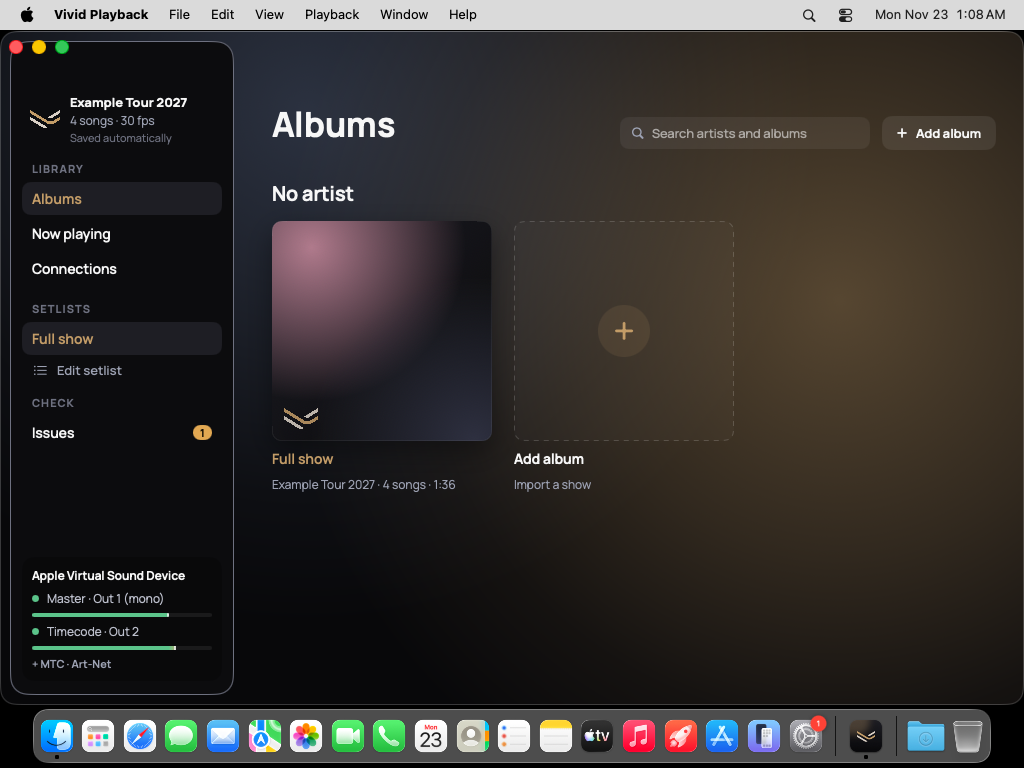 Vivid Playback File Edit View Playback Window Help Mon Nov 23 1:08 AM
Example Tour 2027
4 songs · 30 fps
Saved automatically
LIBRARY
Albums
Now playing
Connections
SETLISTS
Full show
Edit setlist
CHECK
Issues 1
Apple Virtual Sound Device
Master · Out 1 (mono)
Timecode · Out 2
+ MTC · Art-Net
Albums
Search artists and albums
+ Add album
No artist
Full show
Example Tour 2027 · 4 songs · 1:36
Add album
Import a show
Mon
23
tv
1